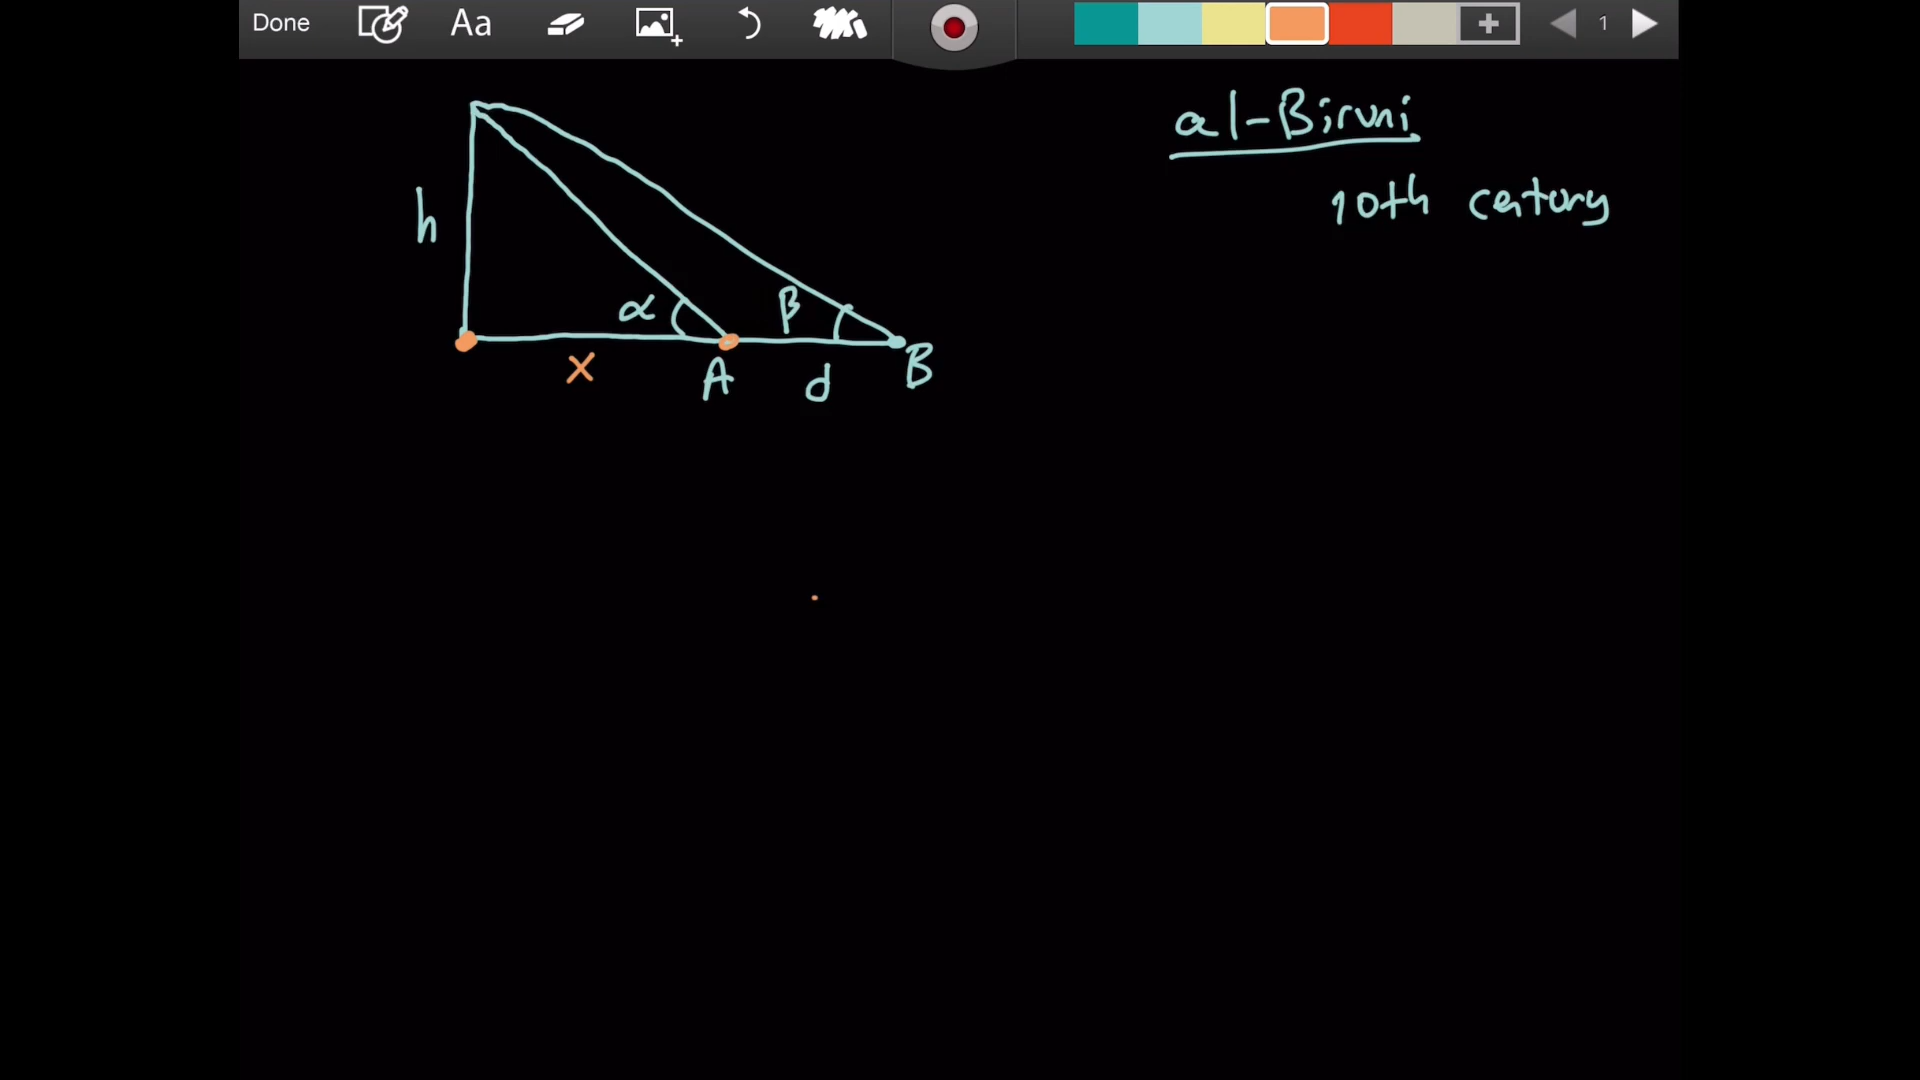 Done
Aa
1
al-Biruni
10th century
h
α
β
x
A
d
B